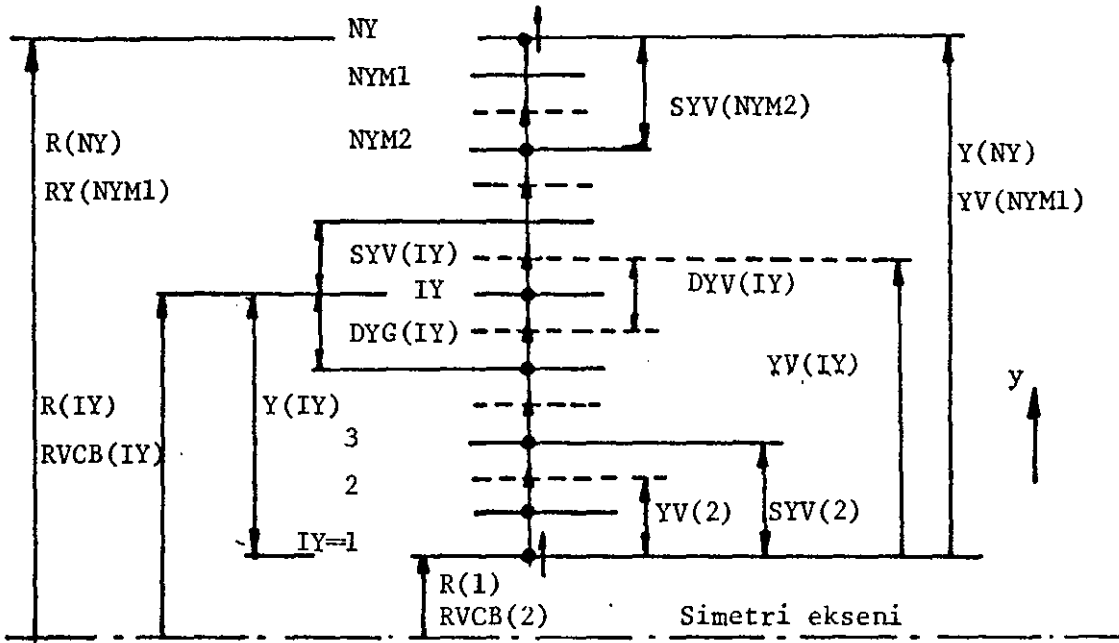 NY
NYM1
SYV(NYM2)
NYM2
R(NY)
RY(NYM1)
Y(NY)
YV(NYM1)
SYV(IY)
IY
DYV(IY)
DYG(IY)
YV(IY)
y
R(IY)
RVCB(IY)
Y(IY)
3
2
YV(2)
SYV(2)
IY=1
R(1)
RVCB(2)
Simetri ekseni